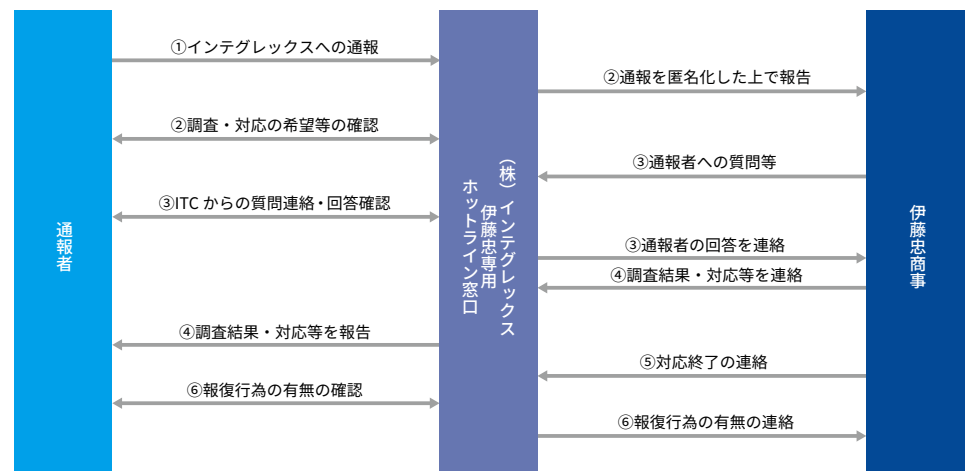 通報者
①インテグレックスへの通報
②調査・対応の希望等の確認
③ITC からの質問連絡・回答確認
④調査結果・対応等を報告
⑥報復行為の有無の確認
（株）インテグレックス
伊藤忠専用
ホットライン窓口
②通報を匿名化した上で報告
③通報者への質問等
③通報者の回答を連絡
④調査結果・対応等を連絡
⑤対応終了の連絡
⑥報復行為の有無の連絡
伊藤忠商事